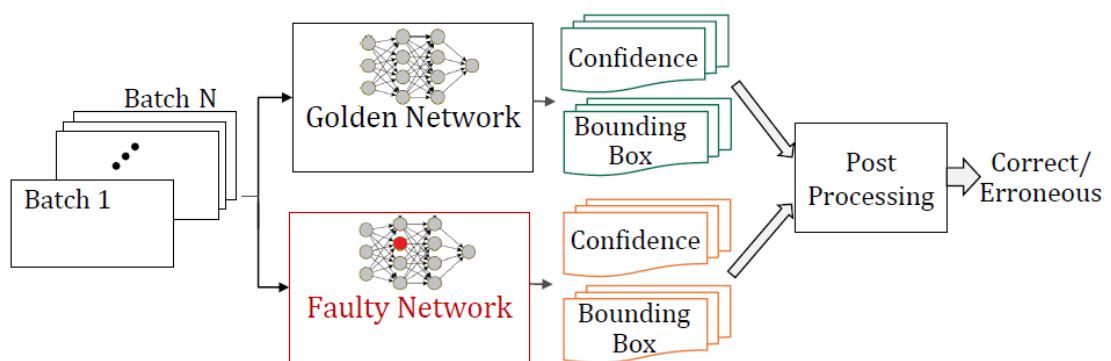 Batch N
Batch 1
Golden Network
Confidence
Bounding
Box
Faulty Network
Confidence
Bounding
Box
Post
Processing
Correct/
Erroneous